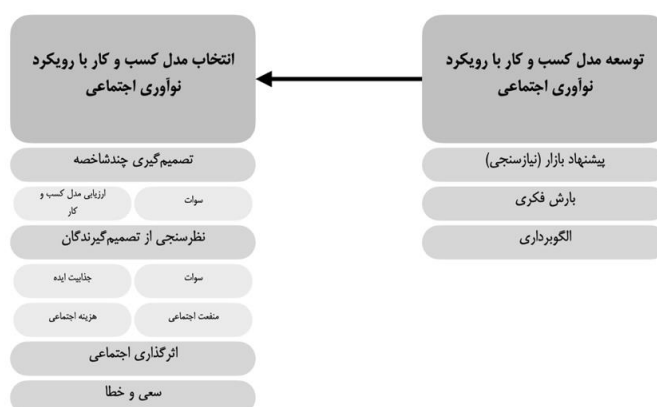 توسعه مدل کسب و کار با رویکرد
نوآوری اجتماعی
پیشنهاد بازار (نیازسنجی)
بارش فکری
الگوبرداری
انتخاب مدل کسب و کار با رویکرد
نوآوری اجتماعی
تصمیم‌گیری چندشاخصه
سوات
ارزیابی مدل کسب و
کار
نظرسنجی از تصمیم‌گیرندگان
سوات
جذابیت ایده
منفعت اجتماعی
هزینه اجتماعی
اثرگذاری اجتماعی
سعی و خطا